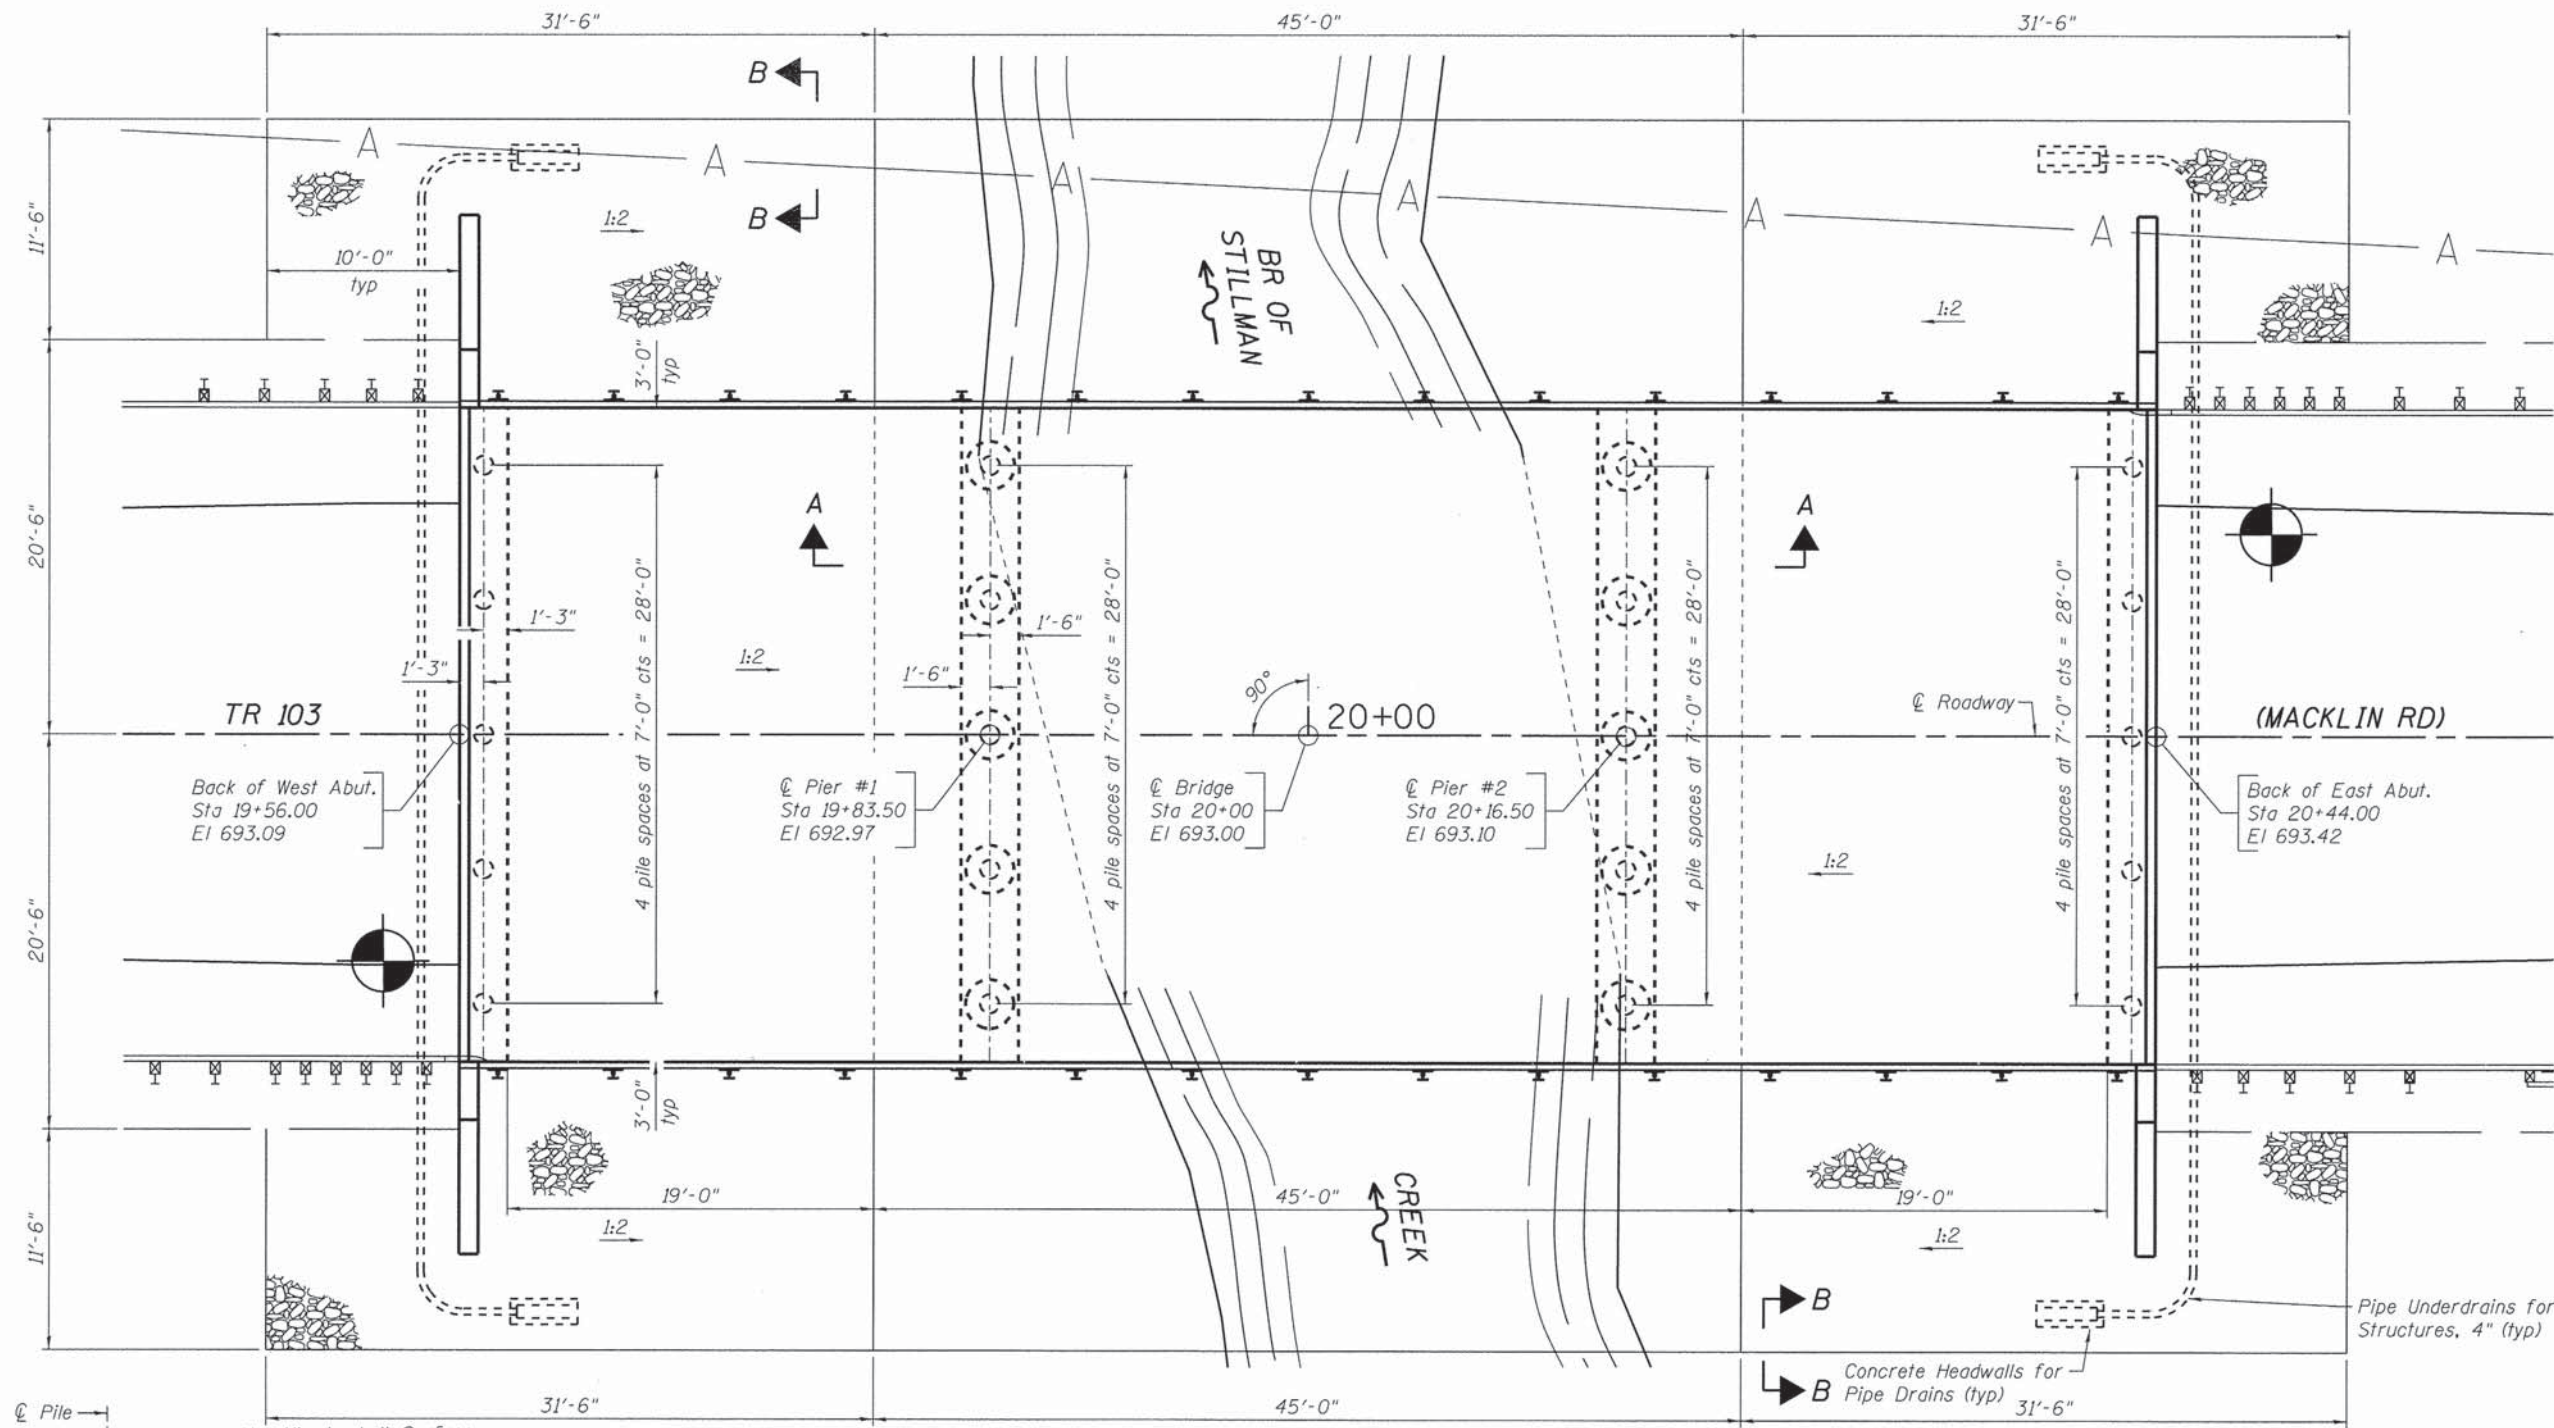 31'-6"
45'-0"
31'-6"
B
A A A A A A A
11'-6"
B
1:2
10'-0"
typ
BR OF
STILLMAN
1:2
3'-0"
typ
20'-6"
A
A
4 pile spaces at 7'-0" cts = 28'-0"
4 pile spaces at 7'-0" cts = 28'-0"
4 pile spaces at 7'-0" cts = 28'-0"
4 pile spaces at 7'-0" cts = 28'-0"
1'-3"
1'-6"
1'-3"
1:2
1'-6"
90°
TR 103
20+00
℄ Roadway
(MACKLIN RD)
Back of West Abut.
Sta 19+56.00
El 693.09
℄ Pier #1
Sta 19+83.50
El 692.97
℄ Bridge
Sta 20+00
El 693.00
℄ Pier #2
Sta 20+16.50
El 693.10
Back of East Abut.
Sta 20+44.00
El 693.42
1:2
20'-6"
3'-0"
typ
19'-0"
45'-0"
CREEK
19'-0"
11'-6"
1:2
1:2
B
Pipe Underdrains for
Structures, 4" (typ)
B
Concrete Headwalls for
Pipe Drains (typ)
31'-6"
45'-0"
31'-6"
℄ Pile